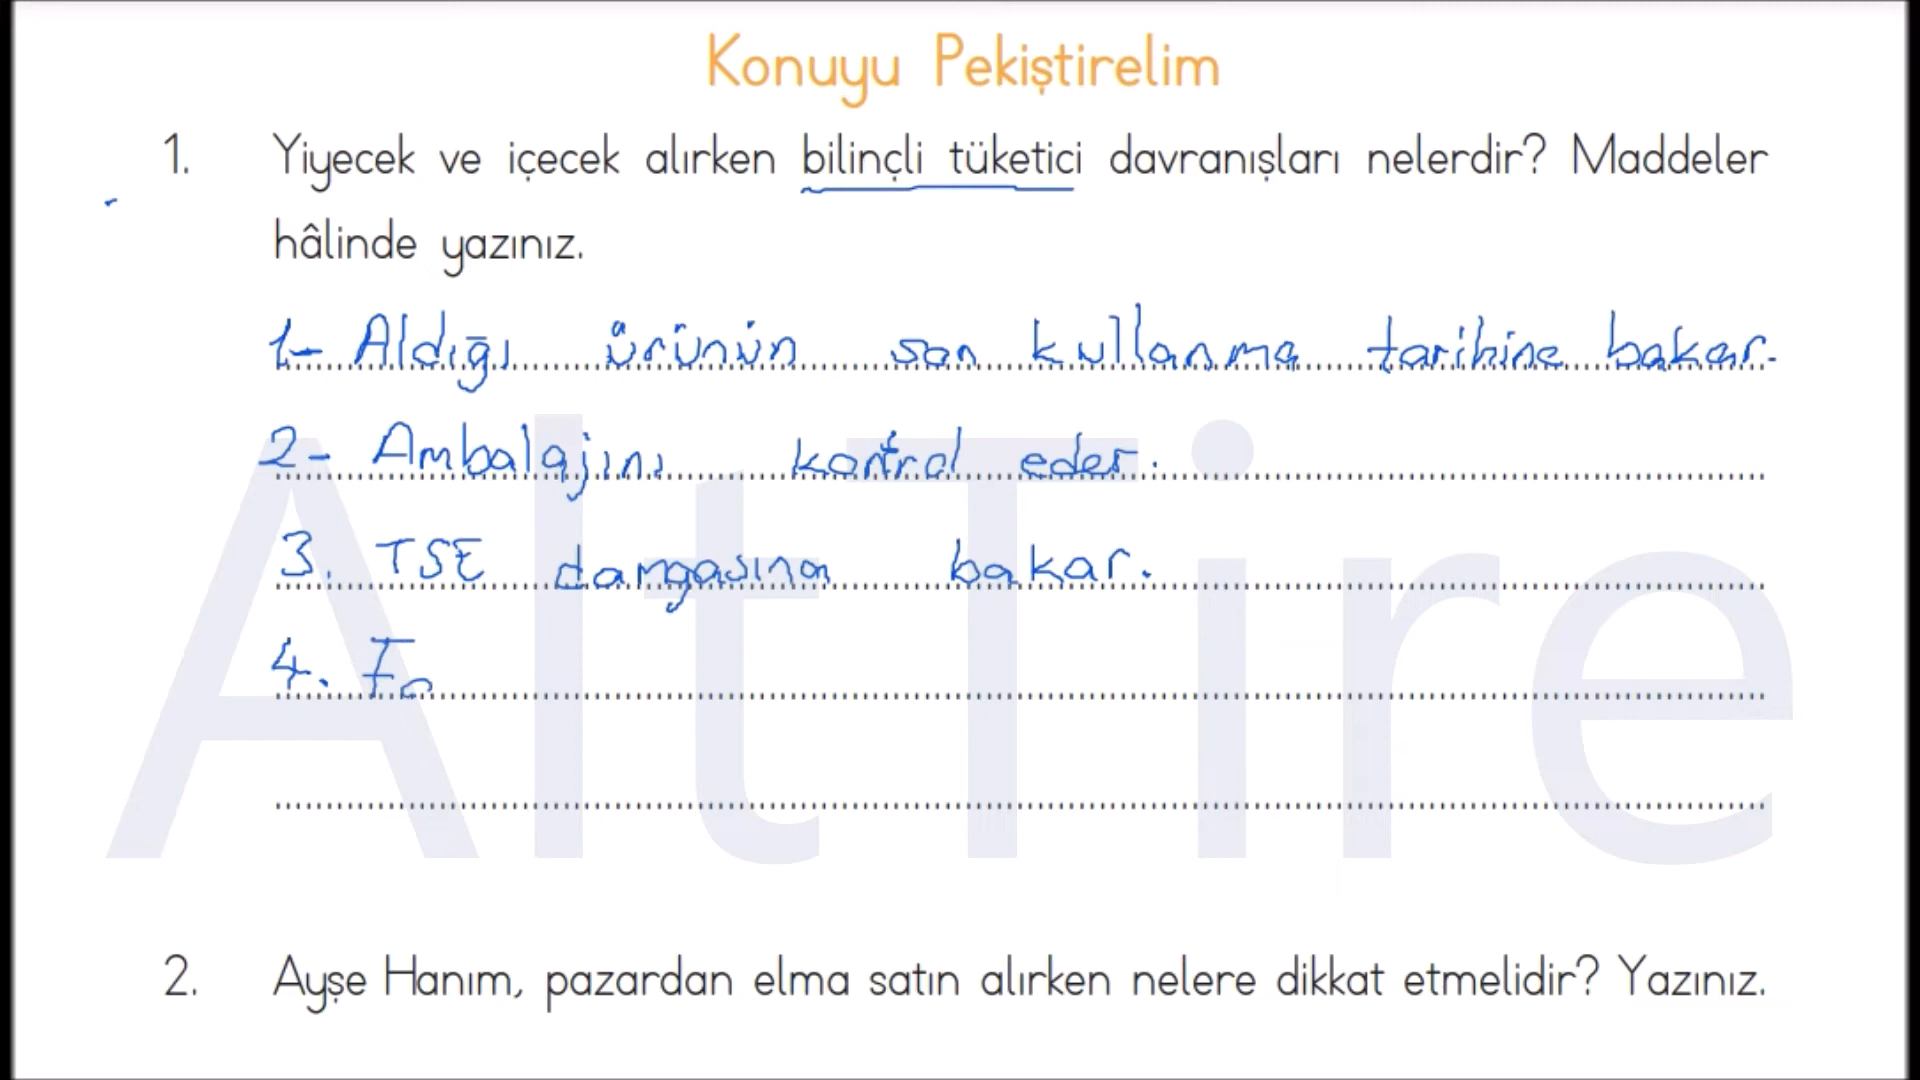 Konuyu Pekiştirelim
1. Yiyecek ve içecek alırken bilinçli tüketici davranışları nelerdir? Maddeler
hâlinde yazınız.
1- Aldığı ürünün son kullanma tarihine bakar.
2- Ambalajını kontrol eder.
3. TSE damgasına bakar.
4. Fa
AltTire
2. Ayşe Hanım, pazardan elma satın alırken nelere dikkat etmelidir? Yazınız.